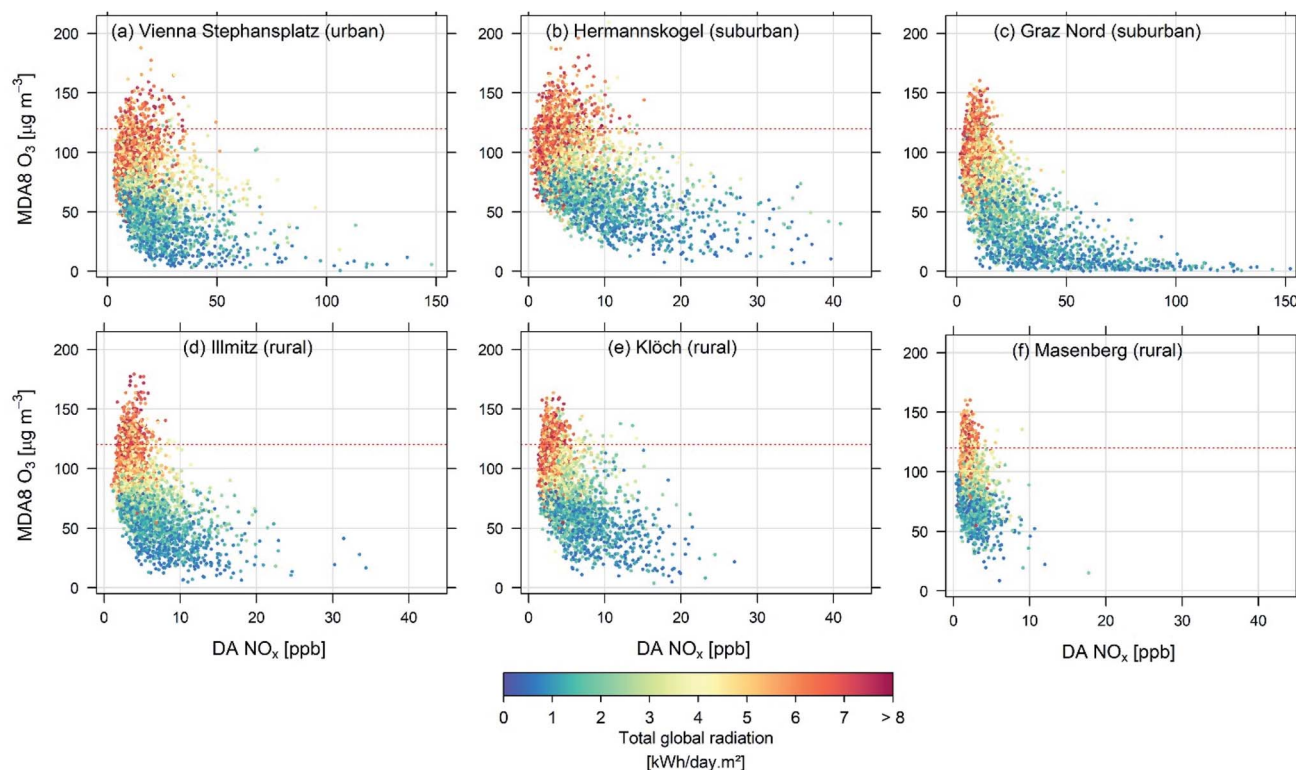 (a) Vienna Stephansplatz (urban)
(b) Hermannskogel (suburban)
(c) Graz Nord (suburban)
MDA8 O₃ [µg m⁻³]
200
150
100
50
0
0 50 100 150
0 10 20 30 40
0 50 100 150
200
150
100
50
0
200
150
100
50
0
(d) Illmitz (rural)
(e) Klöch (rural)
(f) Masenberg (rural)
MDA8 O₃ [µg m⁻³]
200
150
100
50
0
0 10 20 30 40
0 10 20 30 40
0 10 20 30 40
200
150
100
50
0
200
150
100
50
0
DA NOₓ [ppb]
DA NOₓ [ppb]
DA NOₓ [ppb]
0 1 2 3 4 5 6 7 > 8
Total global radiation
[kWh/day.m²]